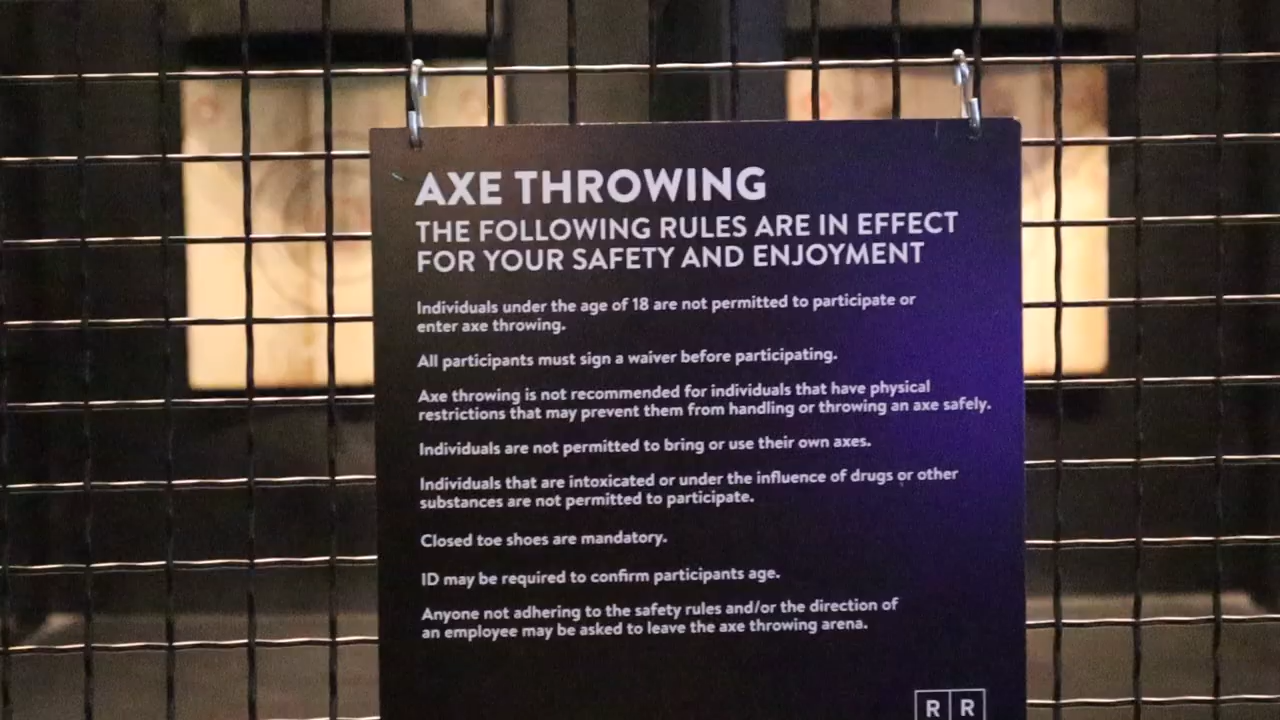 AXE THROWING
THE FOLLOWING RULES ARE IN EFFECT
FOR YOUR SAFETY AND ENJOYMENT
Individuals under the age of 18 are not permitted to participate or
enter axe throwing.
All participants must sign a waiver before participating.
Axe throwing is not recommended for individuals that have physical
restrictions that may prevent them from handling or throwing an axe safely.
Individuals are not permitted to bring or use their own axes.
Individuals that are intoxicated or under the influence of drugs or other
substances are not permitted to participate.
Closed toe shoes are mandatory.
ID may be required to confirm participants age.
Anyone not adhering to the safety rules and/or the direction of
an employee may be asked to leave the axe throwing arena.
R R